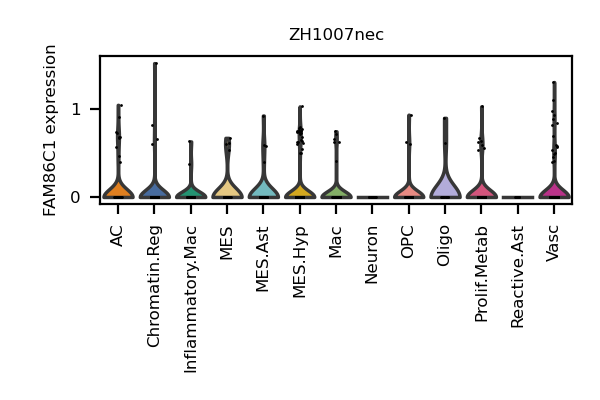 ZH1007nec
FAM86C1 expression
1
0
AC
Chromatin.Reg
Inflammatory.Mac
MES
MES.Ast
MES.Hyp
Mac
Neuron
OPC
Oligo
Prolif.Metab
Reactive.Ast
Vasc